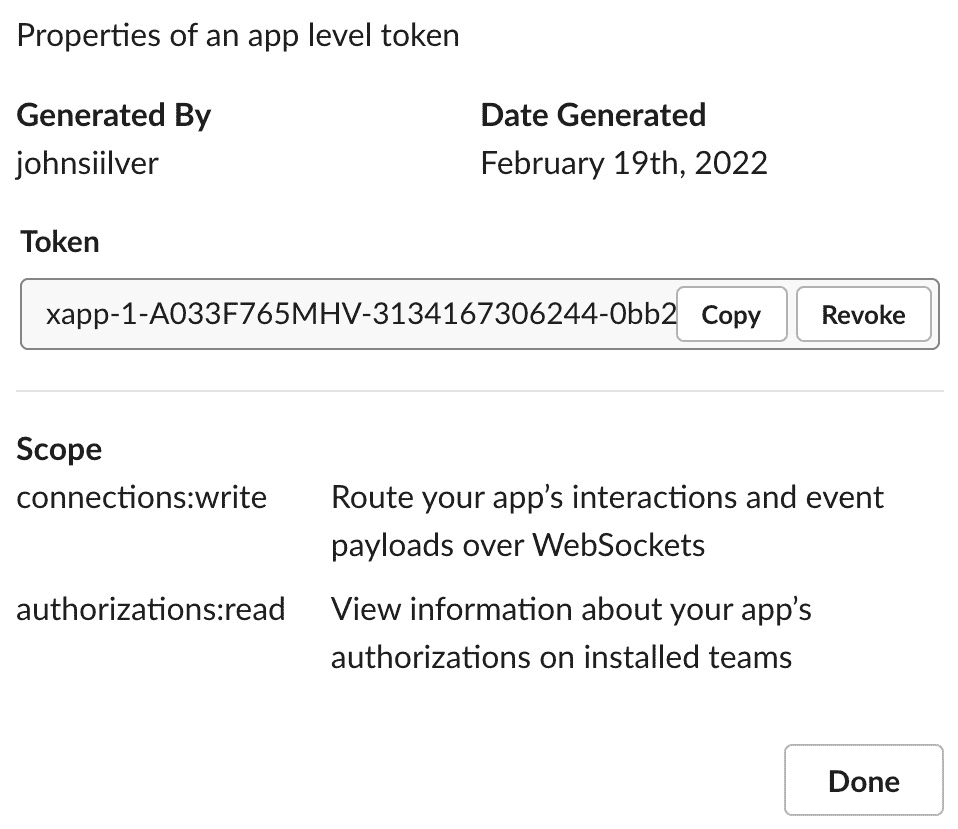 Properties of an app level token
Generated By
johnsiilver
Date Generated
February 19th, 2022
Token
xapp-1-A033F765MHV-3134167306244-0bb2
Copy
Revoke
Scope
connections:write
Route your app’s interactions and event
payloads over WebSockets
authorizations:read
View information about your app’s
authorizations on installed teams
Done